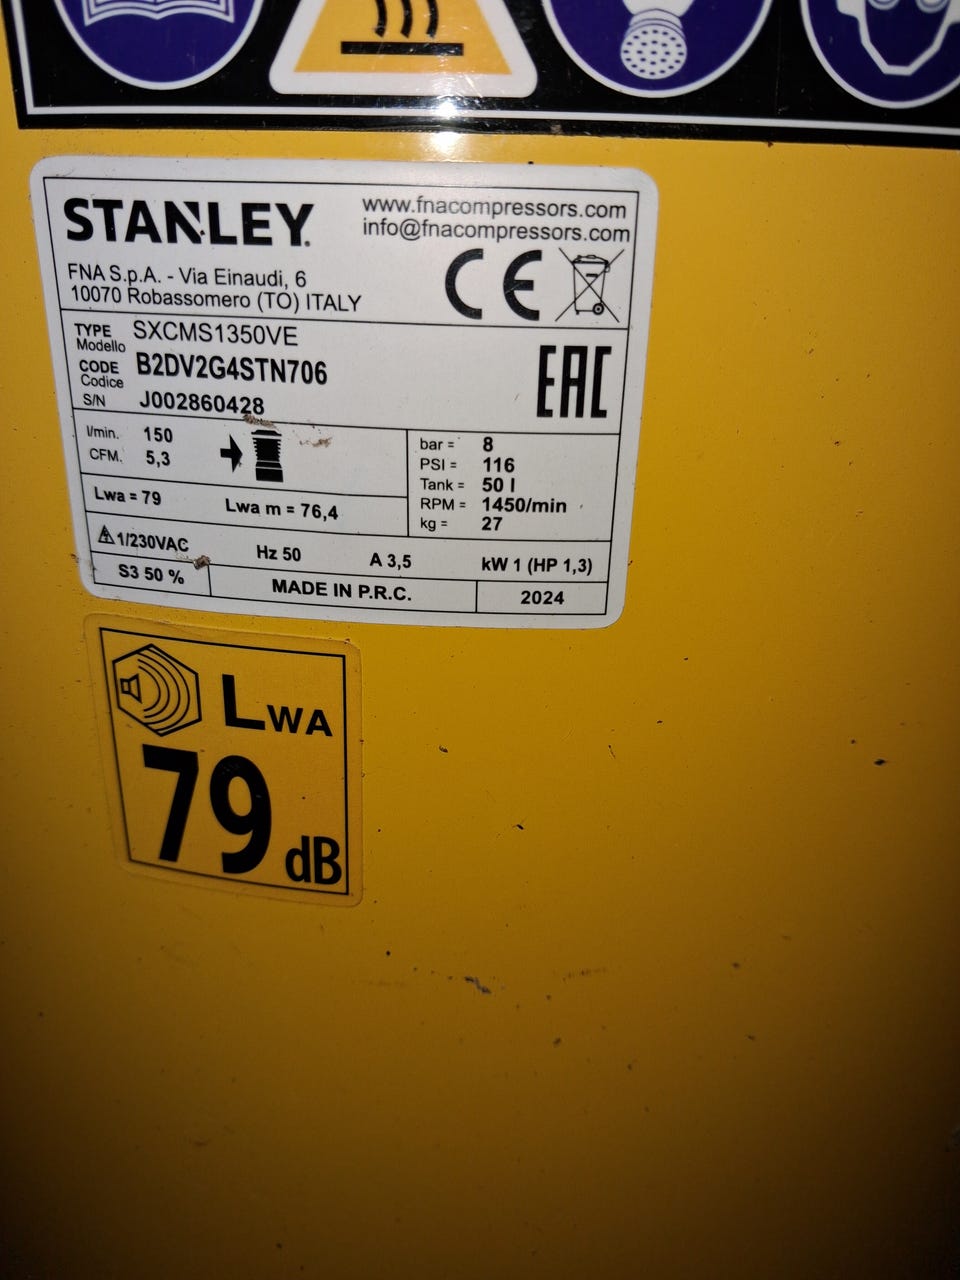 STANLEY.
www.fnacompressors.com
info@fnacompressors.com
FNA S.p.A. - Via Einaudi, 6
10070 Robassomero (TO) ITALY
CE
TYPE Modello SXCMS1350VE
CODE Codice B2DV2G4STN706
S/N J002860428
EAC
l/min. 150
CFM. 5,3
bar = 8
PSI = 116
Tank = 50 l
RPM = 1450/min
kg = 27
Lwa = 79 Lwa m = 76,4
1/230VAC Hz 50 A 3,5 kW 1 (HP 1,3)
S3 50 % MADE IN P.R.C. 2024
LWA
79 dB